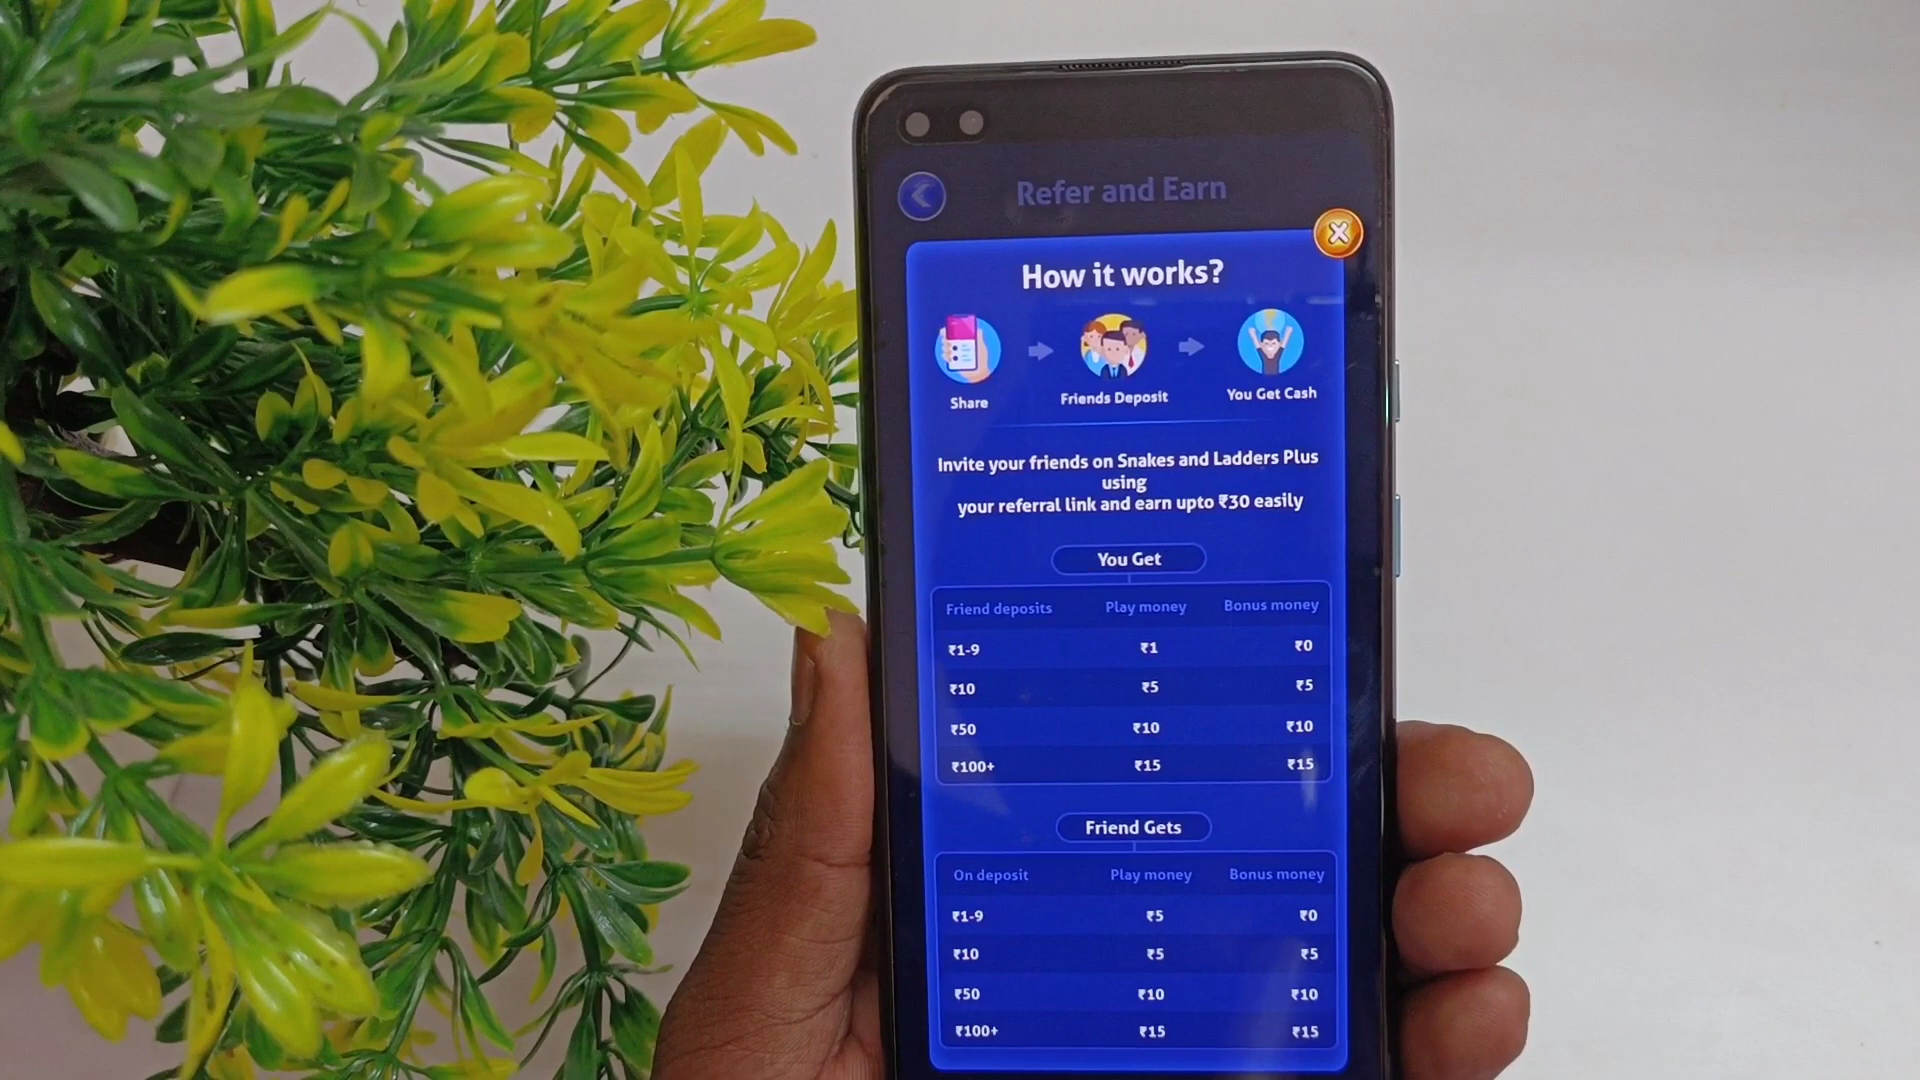 Refer and Earn
How it works?
Share
Friends Deposit
You Get Cash
Invite your friends on Snakes and Ladders Plus
using
your referral link and earn upto ₹30 easily
You Get
Friend deposits Play money Bonus money
₹1-9 ₹1 ₹0
₹10 ₹5 ₹5
₹50 ₹10 ₹10
₹100+ ₹15 ₹15
Friend Gets
On deposit Play money Bonus money
₹1-9 ₹5 ₹0
₹10 ₹5 ₹5
₹50 ₹10 ₹10
₹100+ ₹15 ₹15